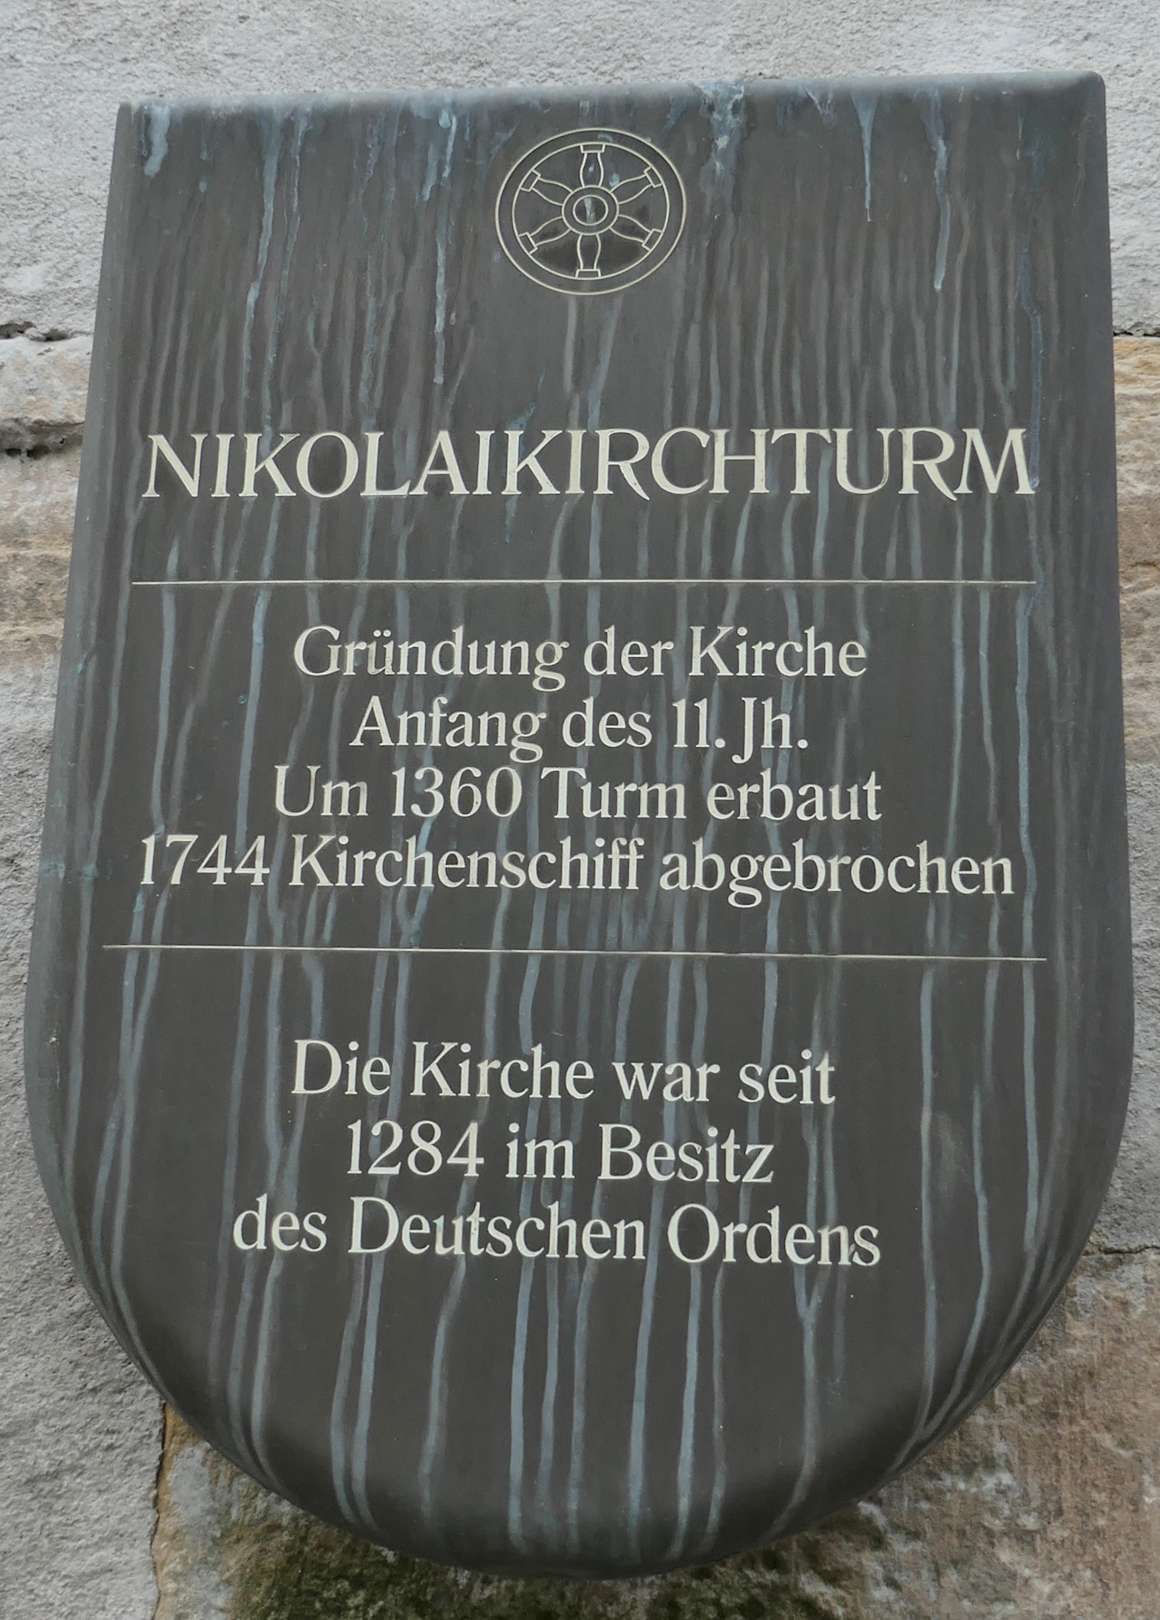 NIKOLAIKIRCHTURM
Gründung der Kirche
Anfang des 11. Jh.
Um 1360 Turm erbaut
1744 Kirchenschiff abgebrochen
Die Kirche war seit
1284 im Besitz
des Deutschen Ordens